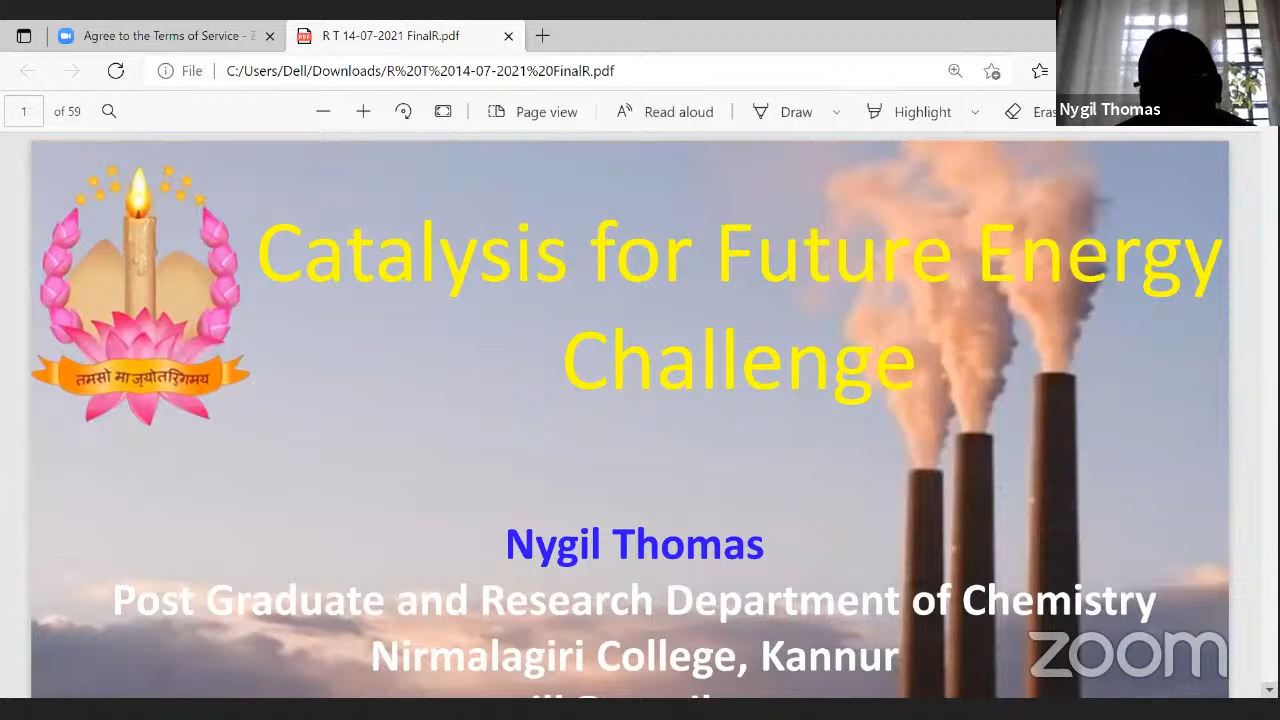 Agree to the Terms of Service - Z
R T 14-07-2021 FinalR.pdf
File
C:/Users/Dell/Downloads/R%20T%2014-07-2021%20FinalR.pdf
1 of 59
Page view
Read aloud
Draw
Highlight
Eras
Nygil Thomas
Catalysis for Future Energy
Challenge
तमसो मा ज्योतिर्गमय
Nygil Thomas
Post Graduate and Research Department of Chemistry
Nirmalagiri College, Kannur
zoom